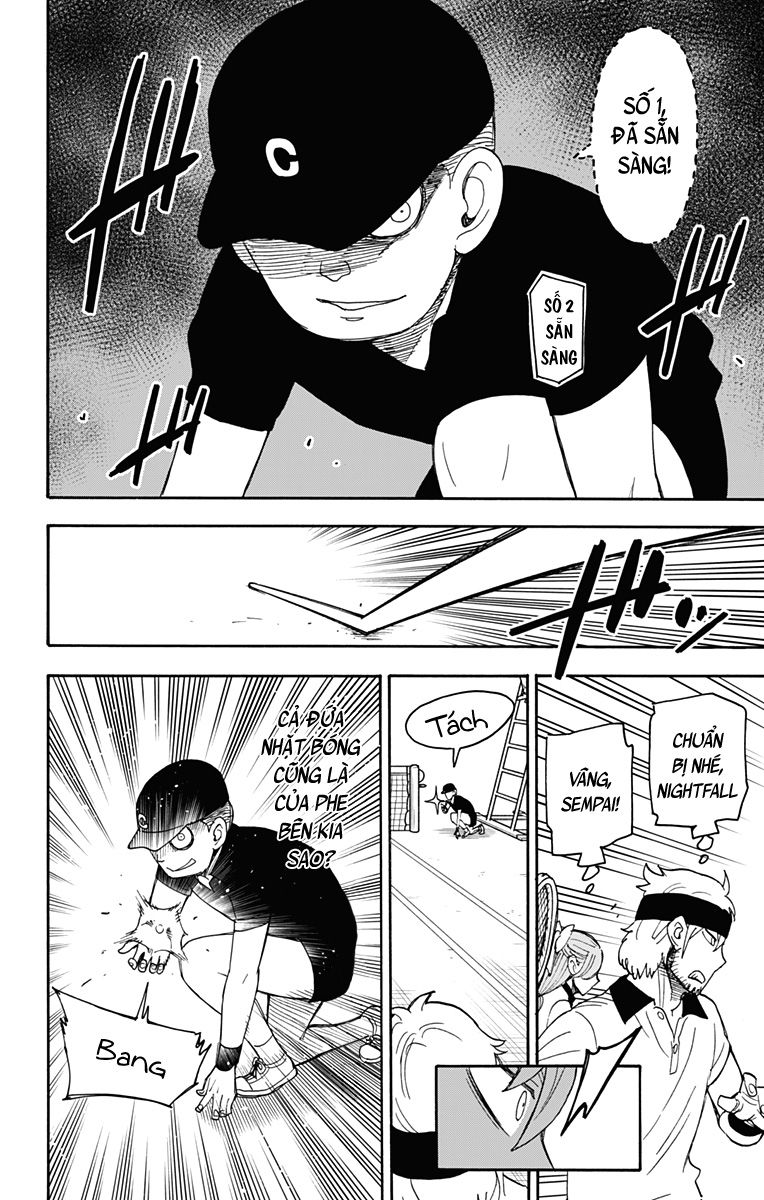 SỐ 1,
ĐÃ SẴN
SÀNG!
C
SỐ 2
SẴN
SÀNG
CHUẨN
BỊ NHÉ,
NIGHTFALL
VÂNG,
SEMPAI!
Tách
CẢ ĐỨA
NHẶT BÓNG
CŨNG LÀ
CỦA PHE
BÊN KIA
SAO?
Bang